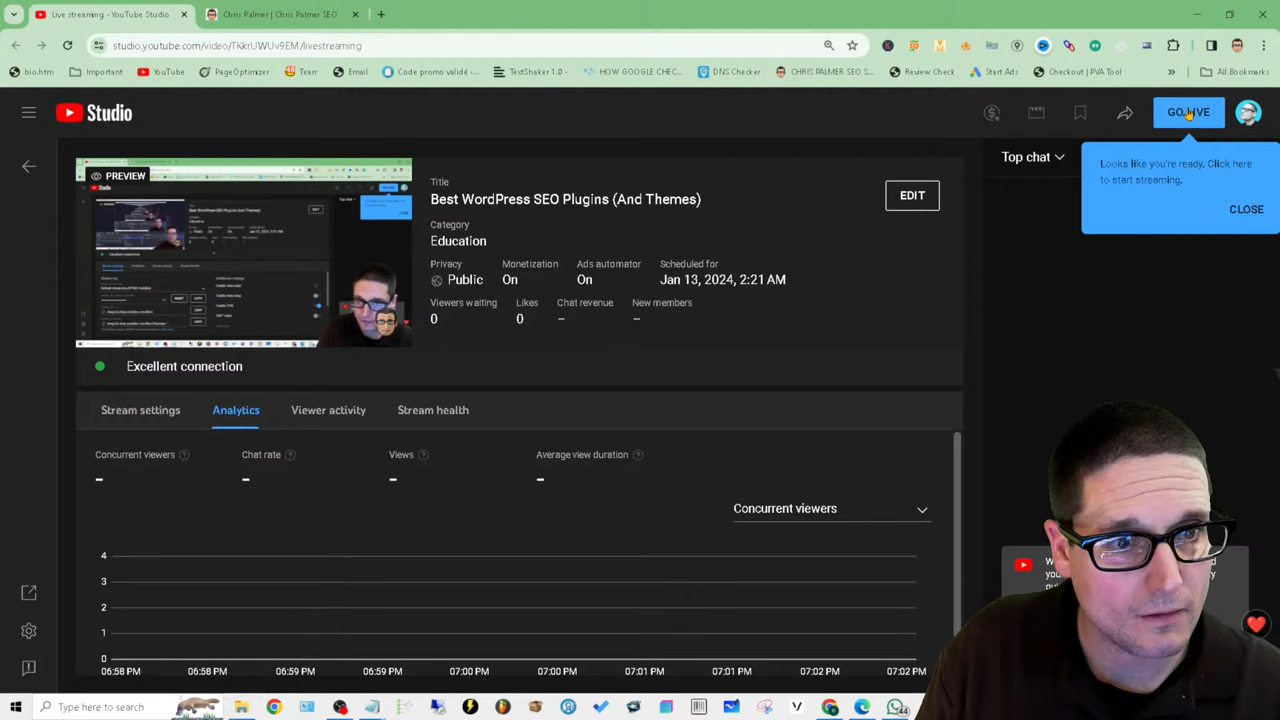 Live streaming - YouTube Studio
Chris Palmer | Chris Palmer SEO
studio.youtube.com/video/TKkrUWUv9EM/livestreaming
bio.htm
Important
YouTube
PageOptimizer
Team
Email
Code promo validé -...
TextShaker 1.0 -
HOW GOOGLE CHEC...
DNS Checker
CHRIS PALMER SEO S...
Review Check
Start Ads
Checkout | PVA Tool
»
All Bookmarks
Studio
GO LIVE
Looks like you're ready. Click here
to start streaming.
CLOSE
Top chat
PREVIEW
Title
Best WordPress SEO Plugins (And Themes)
EDIT
Category
Education
Privacy
Public
Monetization
On
Ads automator
On
Scheduled for
Jan 13, 2024, 2:21 AM
Viewers waiting
0
Likes
0
Chat revenue
–
New members
–
Excellent connection
Stream settings
Analytics
Viewer activity
Stream health
Concurrent viewers
–
Chat rate
–
Views
–
Average view duration
–
Concurrent viewers
4
3
2
1
0
06:58 PM
06:58 PM
06:59 PM
06:59 PM
07:00 PM
07:00 PM
07:01 PM
07:01 PM
07:02 PM
07:02 PM
Type here to search
44